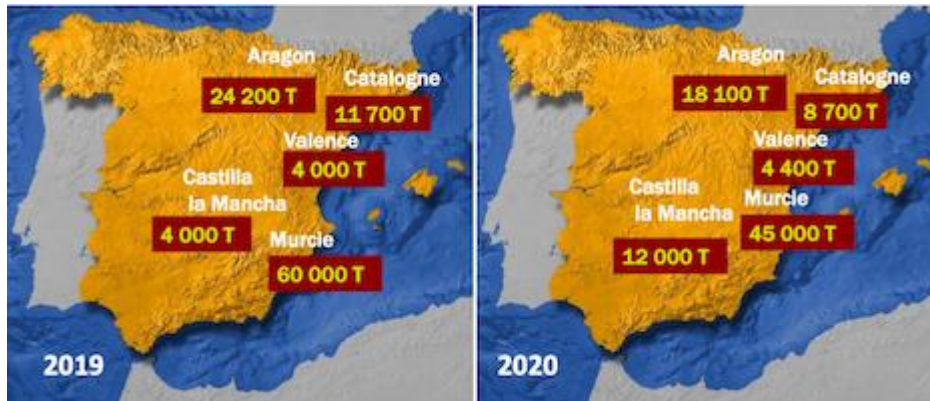 Aragon
24 200 T
Catalogne
11 700 T
Valence
4 000 T
Castilla
la Mancha
4 000 T
Murcie
60 000 T
2019
Aragon
18 100 T
Catalogne
8 700 T
Valence
4 400 T
Castilla
la Mancha
12 000 T
Murcie
45 000 T
2020